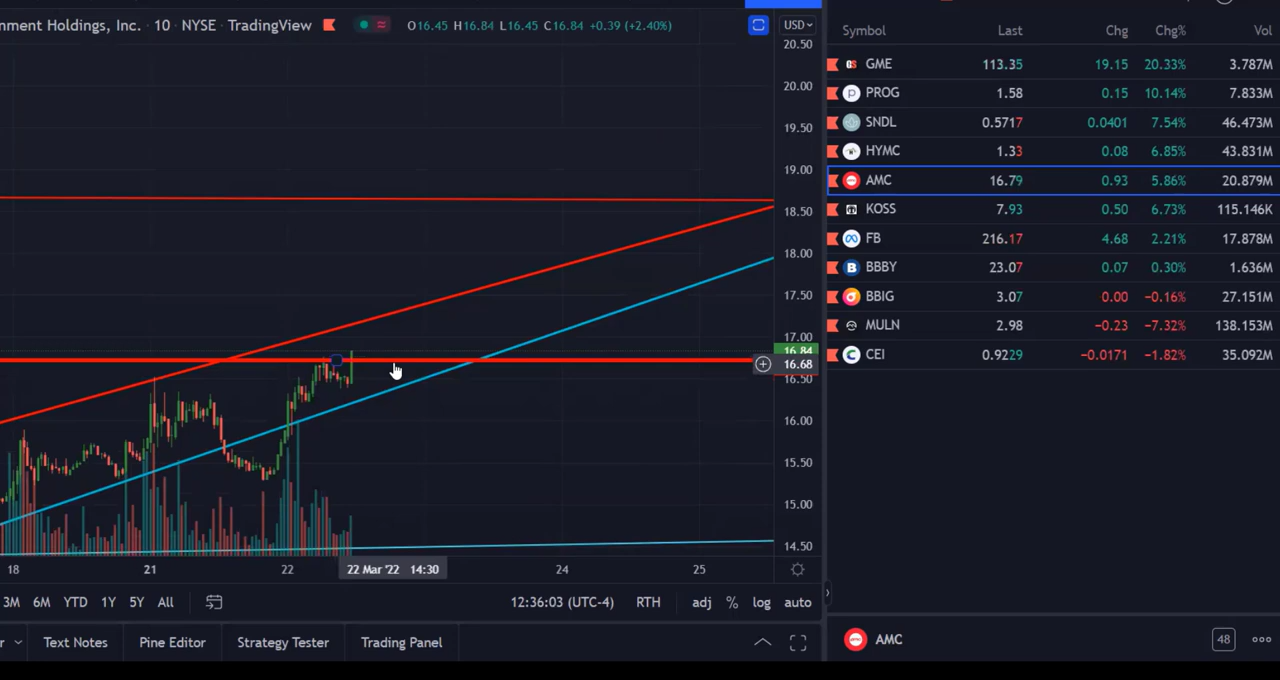 nment Holdings, Inc. · 10 · NYSE · TradingView O16.45 H16.84 L16.45 C16.84 +0.39 (+2.40%)
USD
20.50
20.00
19.50
19.00
18.50
18.00
17.50
17.00
16.84
16.68
16.50
16.00
15.50
15.00
14.50
18 21 22 22 Mar '22 14:30 24 25
3M 6M YTD 1Y 5Y All 12:36:03 (UTC-4) RTH adj % log auto
r Text Notes Pine Editor Strategy Tester Trading Panel
Symbol Last Chg Chg% Vol
GME 113.35 19.15 20.33% 3.787M
P PROG 1.58 0.15 10.14% 7.833M
SNDL 0.5717 0.0401 7.54% 46.473M
HYMC 1.33 0.08 6.85% 43.831M
AMC 16.79 0.93 5.86% 20.879M
KOSS 7.93 0.50 6.73% 115.146K
FB 216.17 4.68 2.21% 17.878M
B BBBY 23.07 0.07 0.30% 1.636M
BBIG 3.07 0.00 −0.16% 27.151M
MULN 2.98 −0.23 −7.32% 138.153M
CEI 0.9229 −0.0171 −1.82% 35.092M
AMC 48